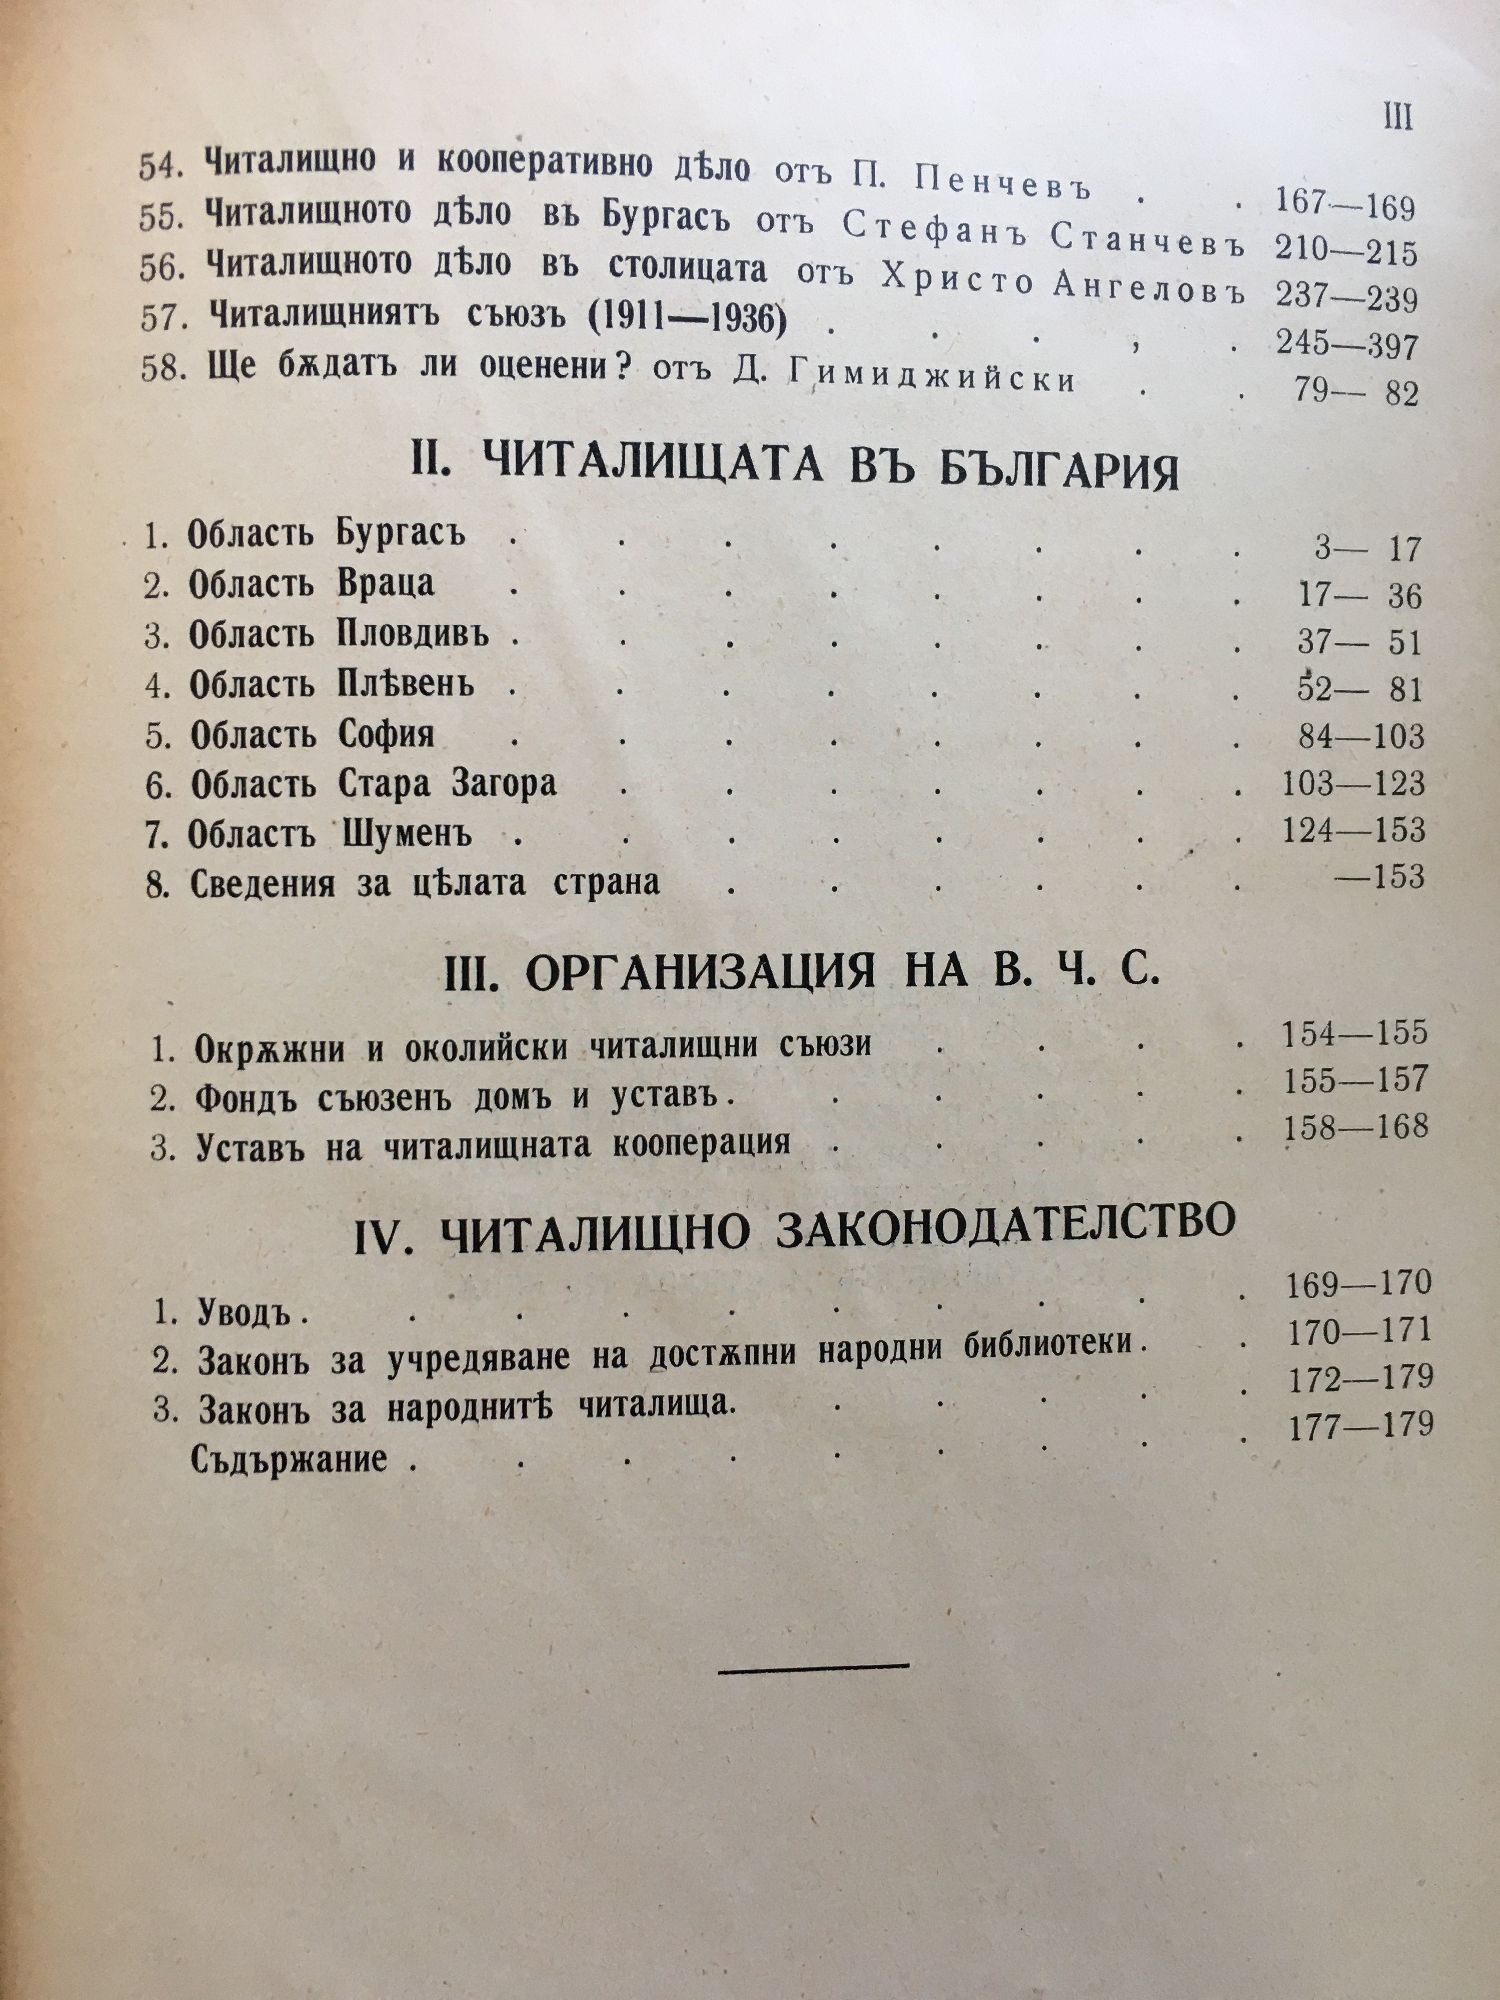 III
54. Читалищно и кооперативно дѣло отъ П. Пенчевъ . . 167—169
55. Читалищното дѣло въ Бургасъ отъ Стефанъ Станчевъ 210—215
56. Читалищното дѣло въ столицата отъ Христо Ангеловъ 237—239
57. Читалищниятъ съюзъ (1911—1936) . . . , . 245—397
58. Ще бѫдатъ ли оценени? отъ Д. Гимиджийски . . 79— 82
II. ЧИТАЛИЩАТА ВЪ БЪЛГАРИЯ
1. Область Бургасъ . . . . . . . . 3— 17
2. Область Враца . . . . . . . . 17— 36
3. Область Пловдивъ . . . . . . . . 37— 51
4. Область Плѣвень . . . . . . . . 52— 81
5. Область София . . . . . . . . 84—103
6. Область Стара Загора . . . . . . . 103—123
7. Областъ Шуменъ . . . . . . . . 124—153
8. Сведения за цѣлата страна . . . . . . —153
III. ОРГАНИЗАЦИЯ НА В. Ч. С.
1. Окрѫжни и околийски читалищни съюзи . . . . 154—155
2. Фондъ съюзенъ домъ и уставъ. . . . . . 155—157
3. Уставъ на читалищната кооперация . . . . . 158—168
IV. ЧИТАЛИЩНО ЗАКОНОДАТЕЛСТВО
1. Уводъ. . . . . . . . . . 169—170
2. Законъ за учредяване на достѫпни народни библиотеки. . 170—171
3. Законъ за народнитѣ читалища. . . . . . 172—179
Съдържание . . . . . . . . . 177—179